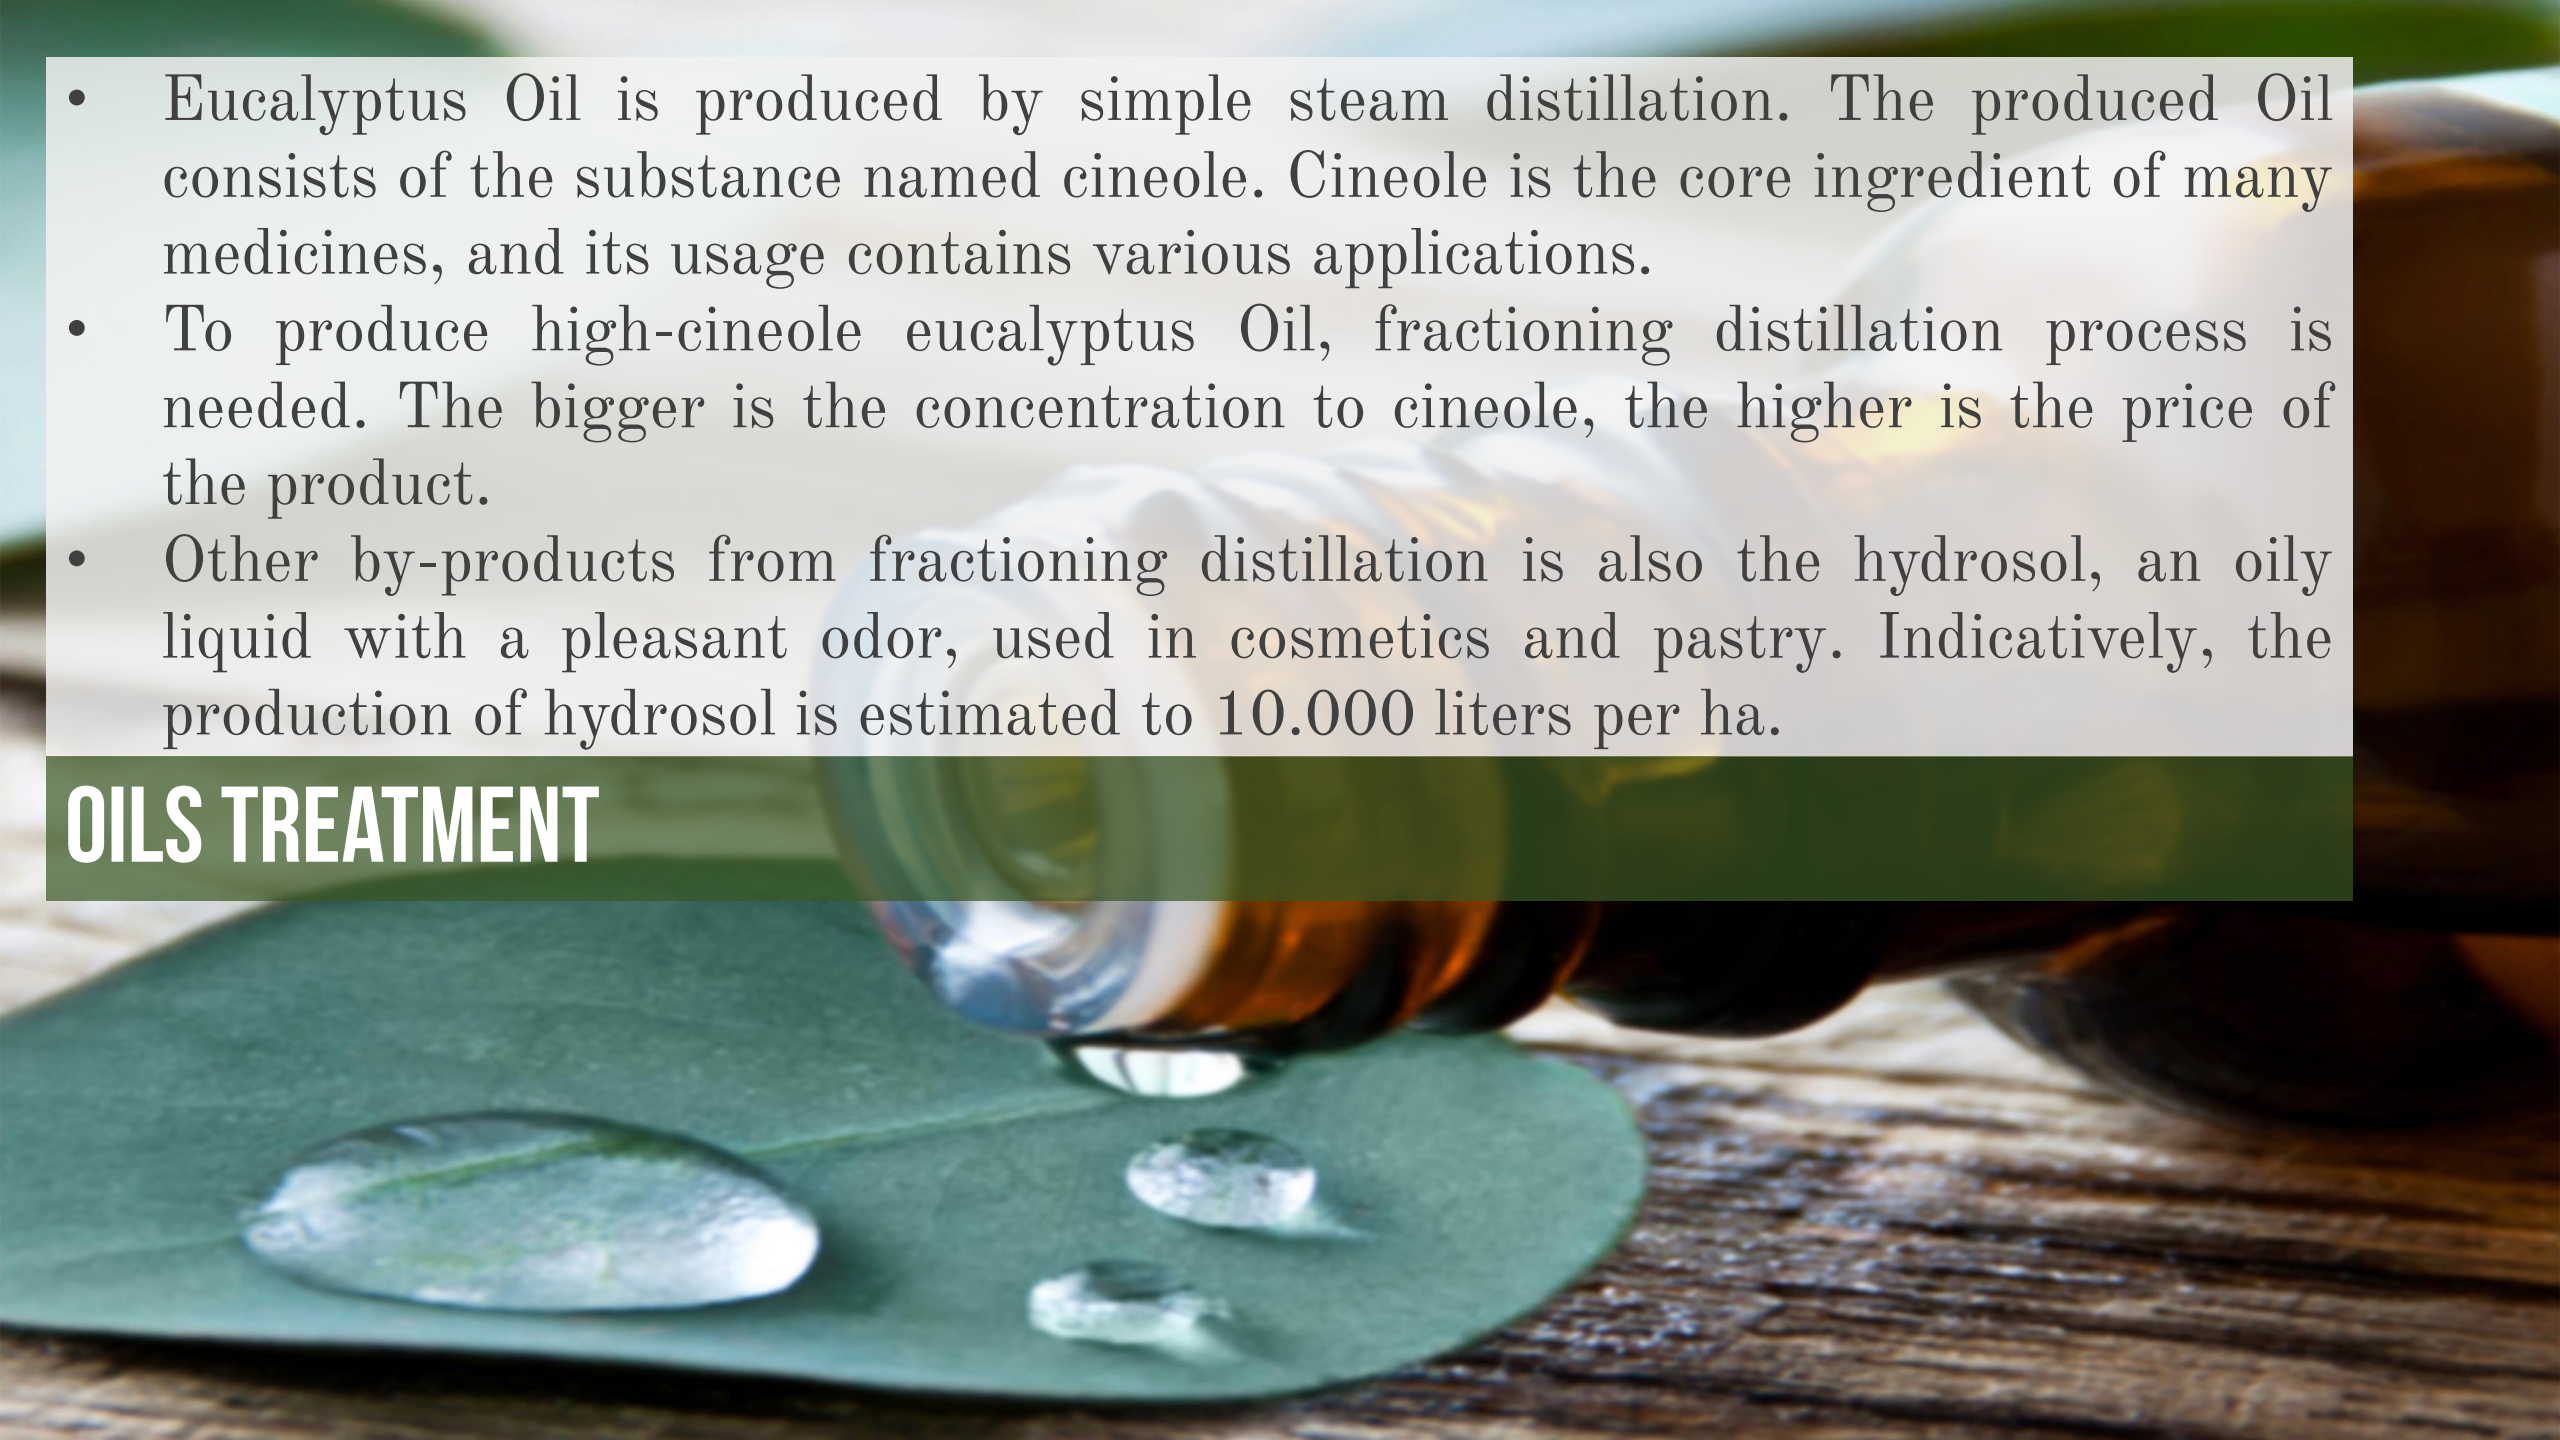 • Eucalyptus Oil is produced by simple steam distillation. The produced Oil
consists of the substance named cineole. Cineole is the core ingredient of many
medicines, and its usage contains various applications.
• To produce high-cineole eucalyptus Oil, fractioning distillation process is
needed. The bigger is the concentration to cineole, the higher is the price of
the product.
• Other by-products from fractioning distillation is also the hydrosol, an oily
liquid with a pleasant odor, used in cosmetics and pastry. Indicatively, the
production of hydrosol is estimated to 10.000 liters per ha.
OILS TREATMENT